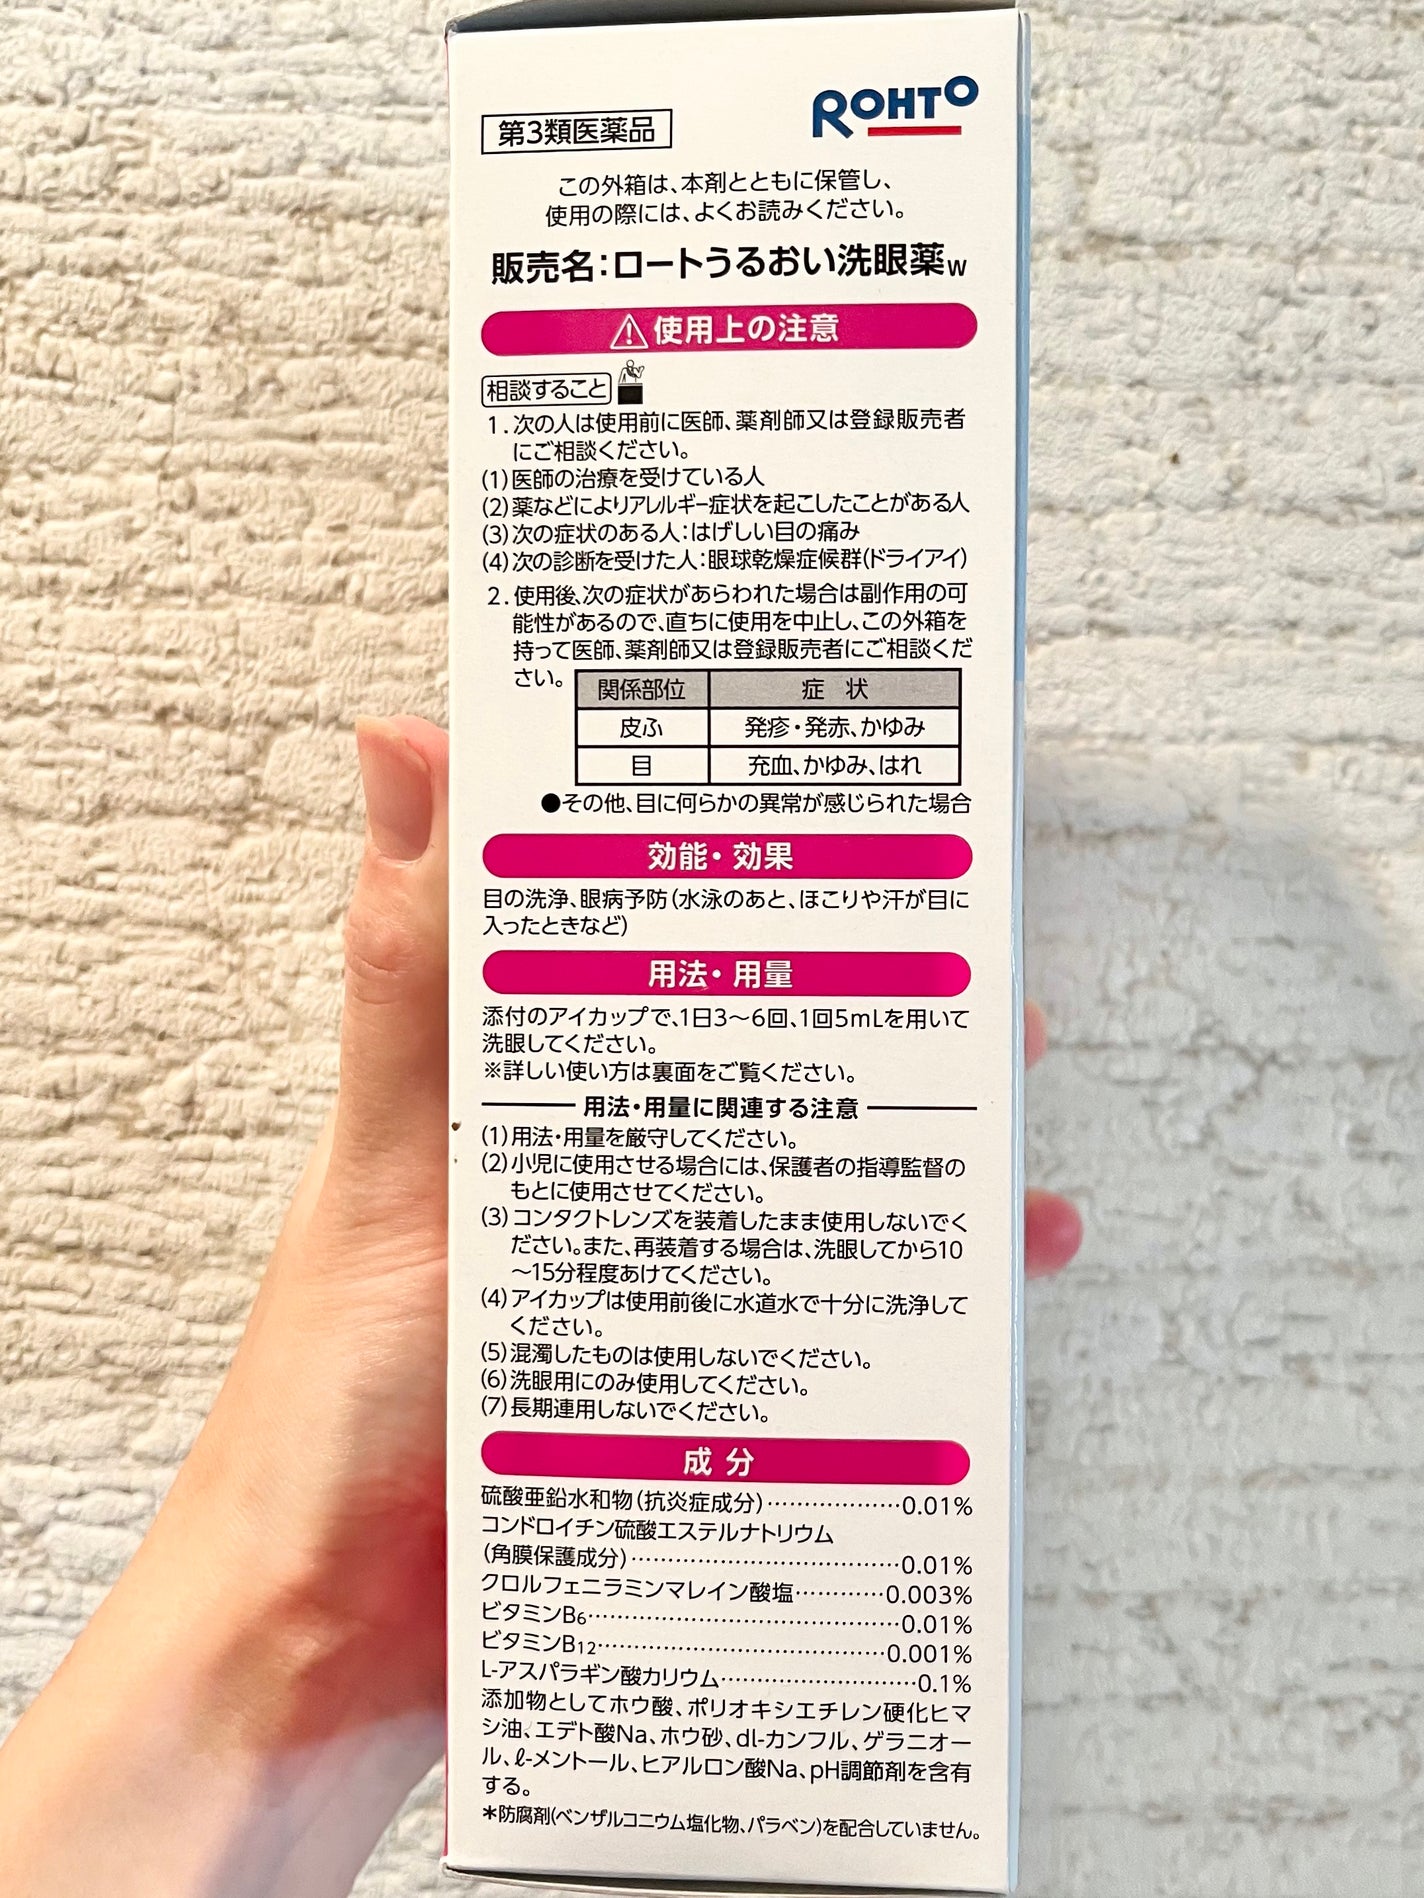 ROHTO
第3類医薬品
この外箱は、本剤とともに保管し、
使用の際には、よくお読みください。
販売名:ロートうるおい洗眼薬w
使用上の注意
相談すること
1.次の人は使用前に医師、薬剤師又は登録販売者
にご相談ください。
(1)医師の治療を受けている人
(2)薬などによりアレルギー症状を起こしたことがある人
(3)次の症状のある人:はげしい目の痛み
(4)次の診断を受けた人:眼球乾燥症候群(ドライアイ)
2.使用後、次の症状があらわれた場合は副作用の可
能性があるので、直ちに使用を中止し、この外箱を
持って医師、薬剤師又は登録販売者にご相談くだ
さい。
関係部位 症 状
皮ふ 発疹・発赤、かゆみ
目 充血、かゆみ、はれ
●その他、目に何らかの異常が感じられた場合
効能・効果
目の洗浄、眼病予防(水泳のあと、ほこりや汗が目に
入ったときなど)
用法・用量
添付のアイカップで、1日3〜6回、1回5mLを用いて
洗眼してください。
※詳しい使い方は裏面をご覧ください。
用法・用量に関連する注意
(1)用法・用量を厳守してください。
(2)小児に使用させる場合には、保護者の指導監督の
もとに使用させてください。
(3)コンタクトレンズを装着したまま使用しないでく
ださい。また、再装着する場合は、洗眼してから10
〜15分程度あけてください。
(4)アイカップは使用前後に水道水で十分に洗浄して
ください。
(5)混濁したものは使用しないでください。
(6)洗眼用にのみ使用してください。
(7)長期連用しないでください。
成 分
硫酸亜鉛水和物(抗炎症成分)………………0.01%
コンドロイチン硫酸エステルナトリウム
(角膜保護成分)………………………………0.01%
クロルフェニラミンマレイン酸塩…………0.003%
ビタミンB6……………………………………0.01%
ビタミンB12…………………………………0.001%
L-アスパラギン酸カリウム………………………0.1%
添加物としてホウ酸、ポリオキシエチレン硬化ヒマ
シ油、エデト酸Na、ホウ砂、dl-カンフル、ゲラニオー
ル、ℓ-メントール、ヒアルロン酸Na、pH調節剤を含有
する。
*防腐剤(ベンザルコニウム塩化物、パラベン)を配合していません。